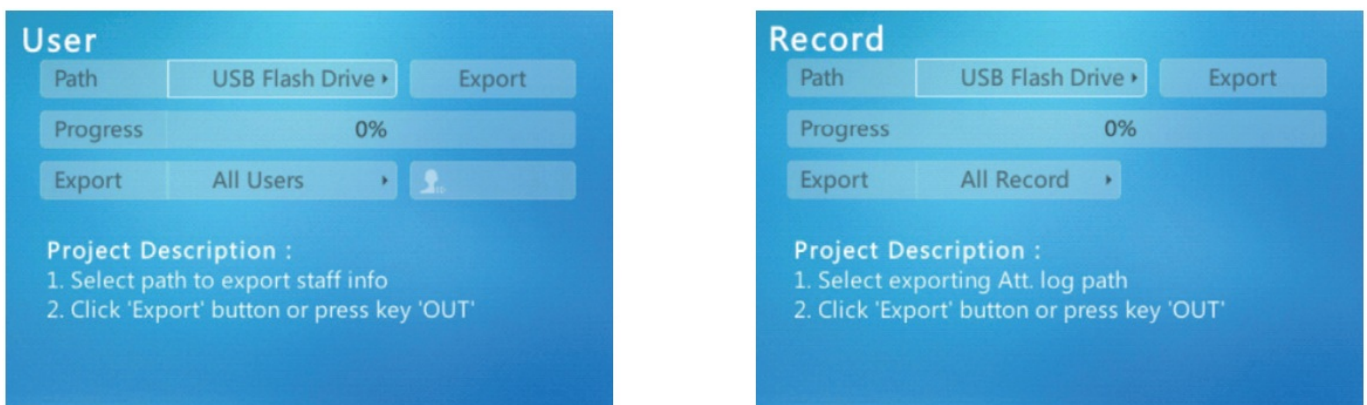 User
Path USB Flash Drive Export
Progress 0%
Export All Users
Project Description :
1. Select path to export staff info
2. Click 'Export' button or press key 'OUT'
Record
Path USB Flash Drive Export
Progress 0%
Export All Record
Project Description :
1. Select exporting Att. log path
2. Click 'Export' button or press key 'OUT'